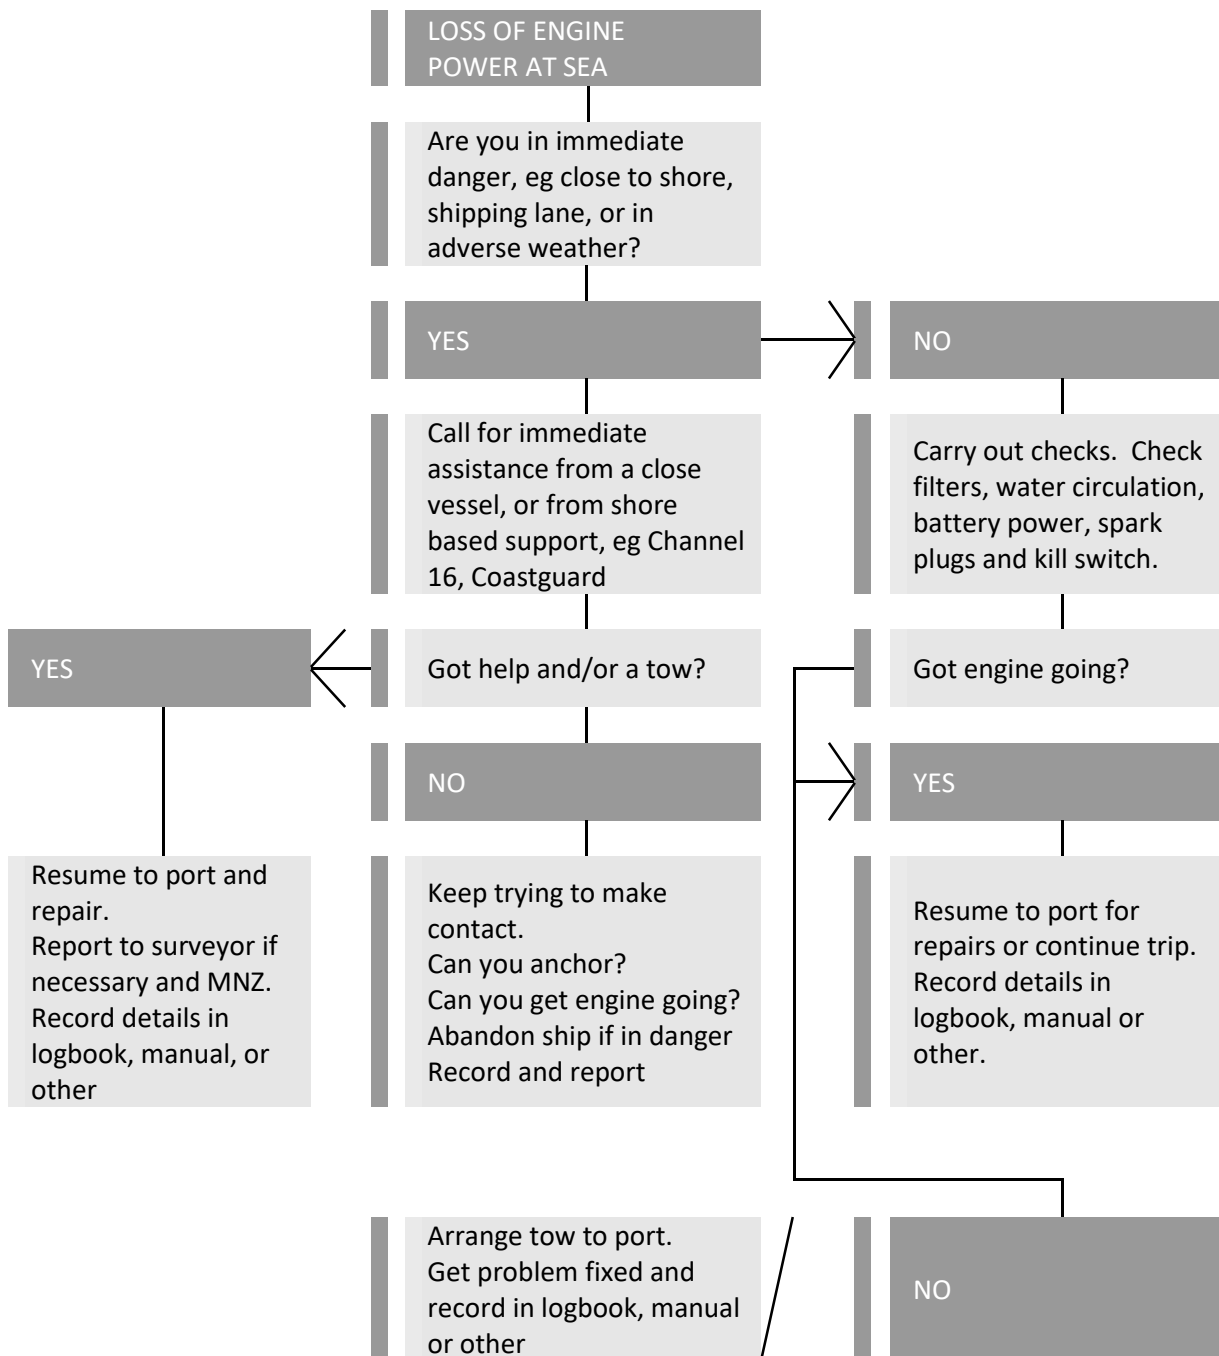 LOSS OF ENGINE
POWER AT SEA
Are you in immediate
danger, eg close to shore,
shipping lane, or in
adverse weather?
YES
NO
Call for immediate
assistance from a close
vessel, or from shore
based support, eg Channel
16, Coastguard
Carry out checks.  Check
filters, water circulation,
battery power, spark
plugs and kill switch.
YES
Got help and/or a tow?
Got engine going?
NO
YES
Resume to port and
repair.
Report to surveyor if
necessary and MNZ.
Record details in
logbook, manual, or
other
Keep trying to make
contact.
Can you anchor?
Can you get engine going?
Abandon ship if in danger
Record and report
Resume to port for
repairs or continue trip.
Record details in
logbook, manual or
other.
Arrange tow to port.
Get problem fixed and
record in logbook, manual
or other
NO